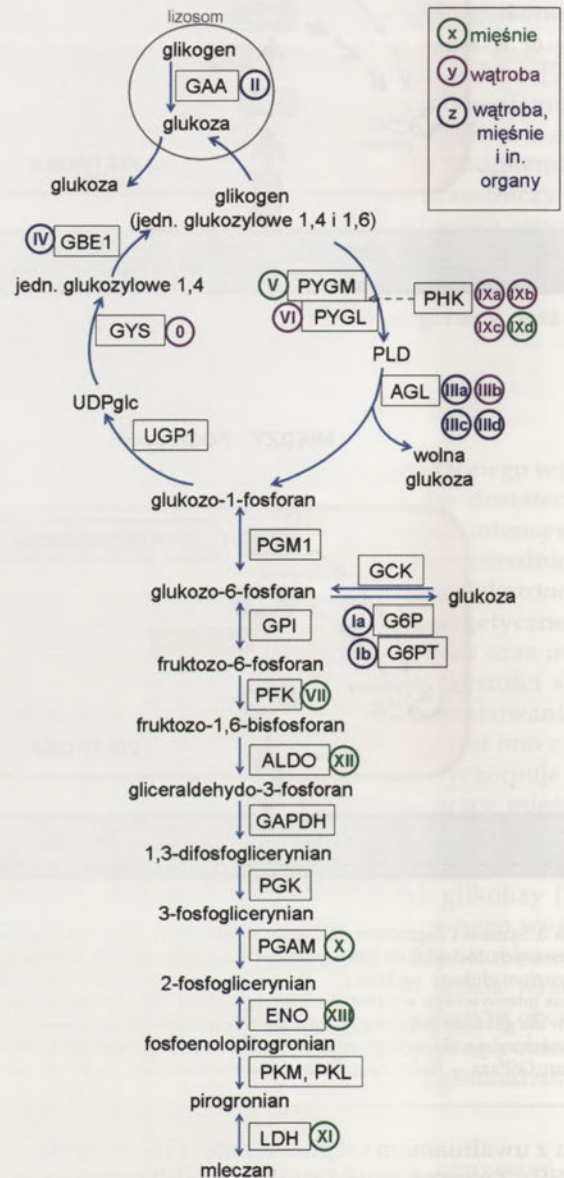 lizosom
glikogen
GAA II
glukoza
glukoza
glikogen
(jedn. glukozylowe 1,4 i 1,6)
IV GBE1
jedn. glukozylowe 1,4
GYS 0
UDPglc
UGP1
V PYGM
VI PYGL
PHK IXa IXb
IXc IXd
PLD
AGL IIIa IIIb
IIIc IIId
wolna
glukoza
glukozo-1-fosforan
PGM1
glukozo-6-fosforan
GCK
glukoza
Ia G6P
Ib G6PT
GPI
fruktozo-6-fosforan
PFK VII
fruktozo-1,6-bisfosforan
ALDO XII
gliceraldehydo-3-fosforan
GAPDH
1,3-difosfoglicerynian
PGK
3-fosfoglicerynian
PGAM X
2-fosfoglicerynian
ENO XIII
fosfoenolopirogronian
PKM, PKL
pirogronian
LDH XI
mleczan
x mięśnie
y wątroba
z wątroba,
mięśnie
i in.
organy